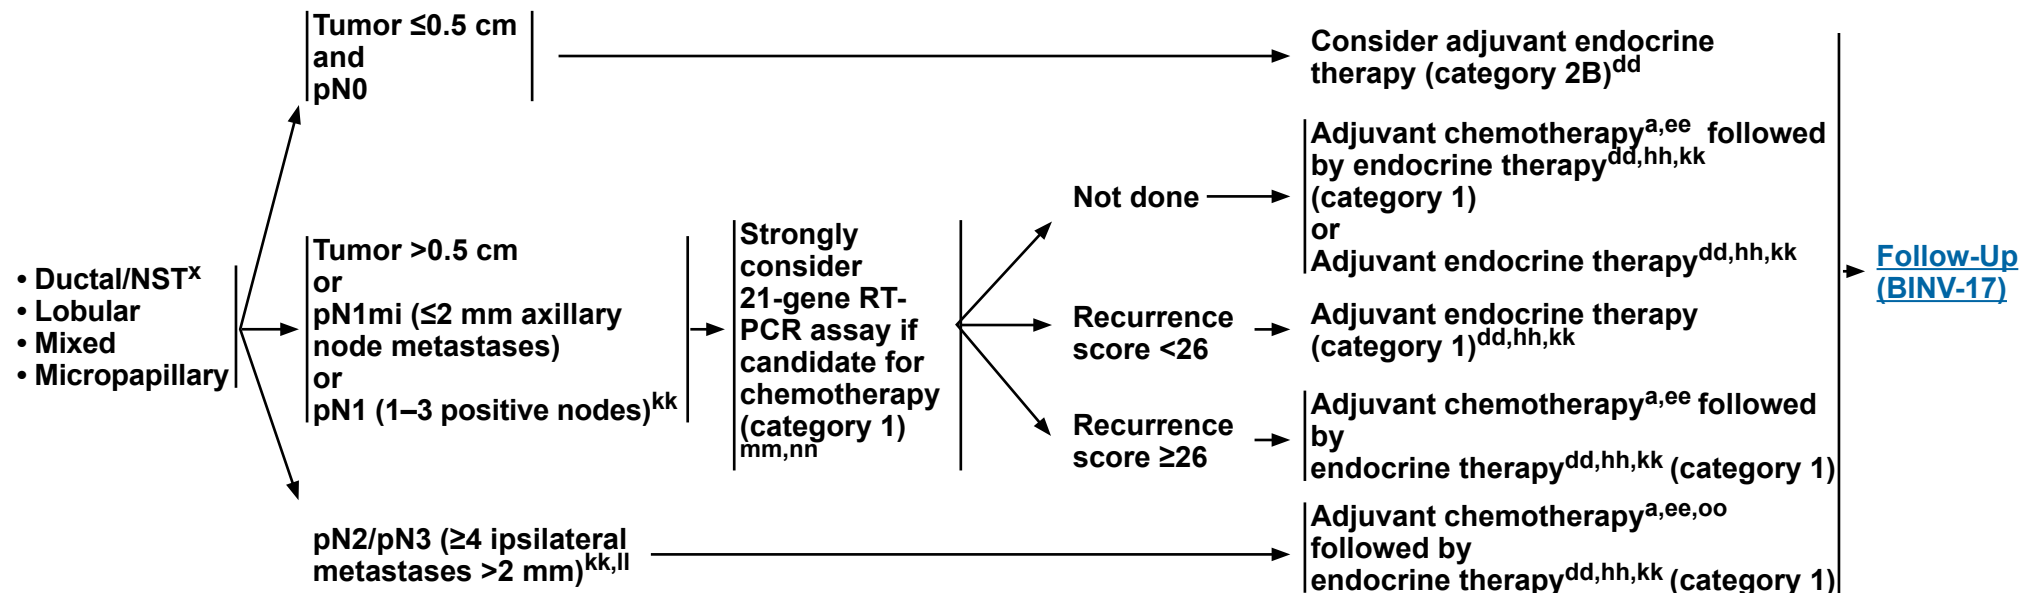 • Ductal/NSTx
• Lobular
• Mixed
• Micropapillary
Tumor ≤0.5 cm
and
pN0
Tumor >0.5 cm
or
pN1mi (≤2 mm axillary
node metastases)
or
pN1 (1–3 positive nodes)kk
pN2/pN3 (≥4 ipsilateral
metastases >2 mm)kk,ll
Strongly
consider
21-gene RT-
PCR assay if
candidate for
chemotherapy
(category 1)
mm,nn
Not done
Recurrence
score <26
Recurrence
score ≥26
Consider adjuvant endocrine
therapy (category 2B)dd
Adjuvant chemotherapya,ee followed
by endocrine therapydd,hh,kk
(category 1)
or
Adjuvant endocrine therapydd,hh,kk
Adjuvant endocrine therapy
(category 1)dd,hh,kk
Adjuvant chemotherapya,ee followed
by
endocrine therapydd,hh,kk (category 1)
Adjuvant chemotherapya,ee,oo
followed by
endocrine therapydd,hh,kk (category 1)
Follow-Up
(BINV-17)